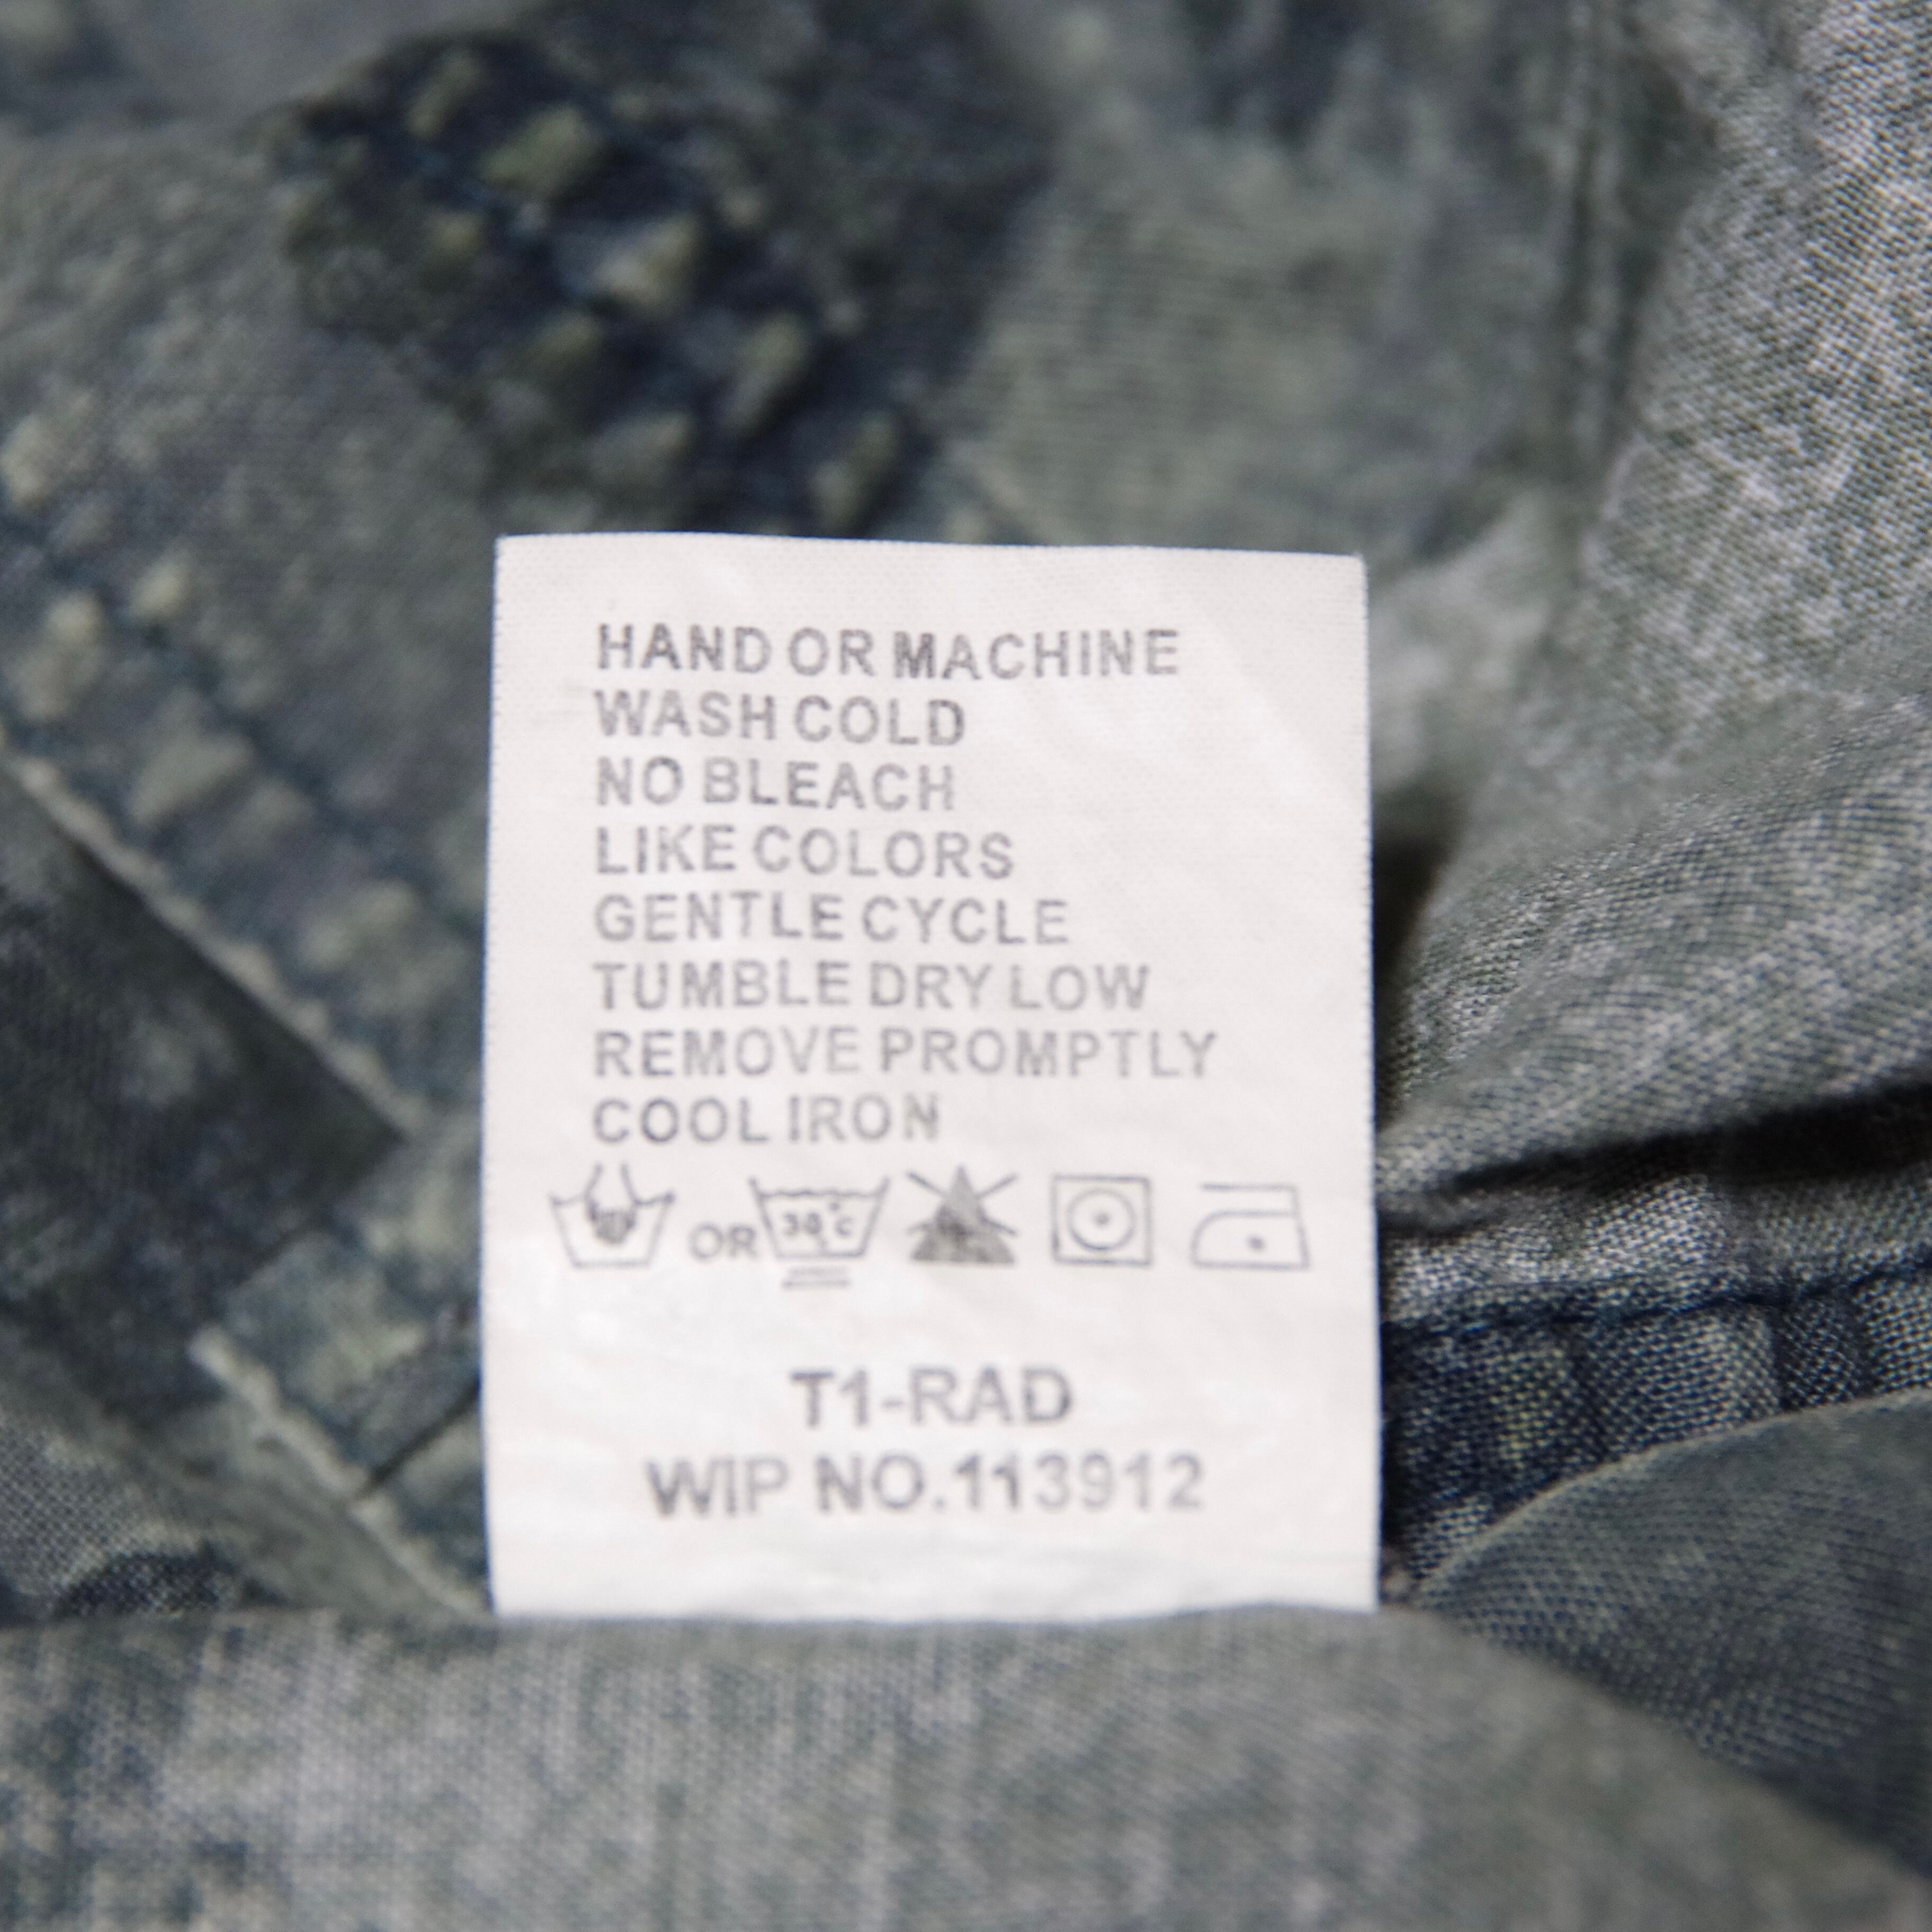 HAND OR MACHINE
WASH COLD
NO BLEACH
LIKE COLORS
GENTLE CYCLE
TUMBLE DRY LOW
REMOVE PROMPTLY
COOL IRON
OR 30°C
T1-RAD
WIP NO.113912